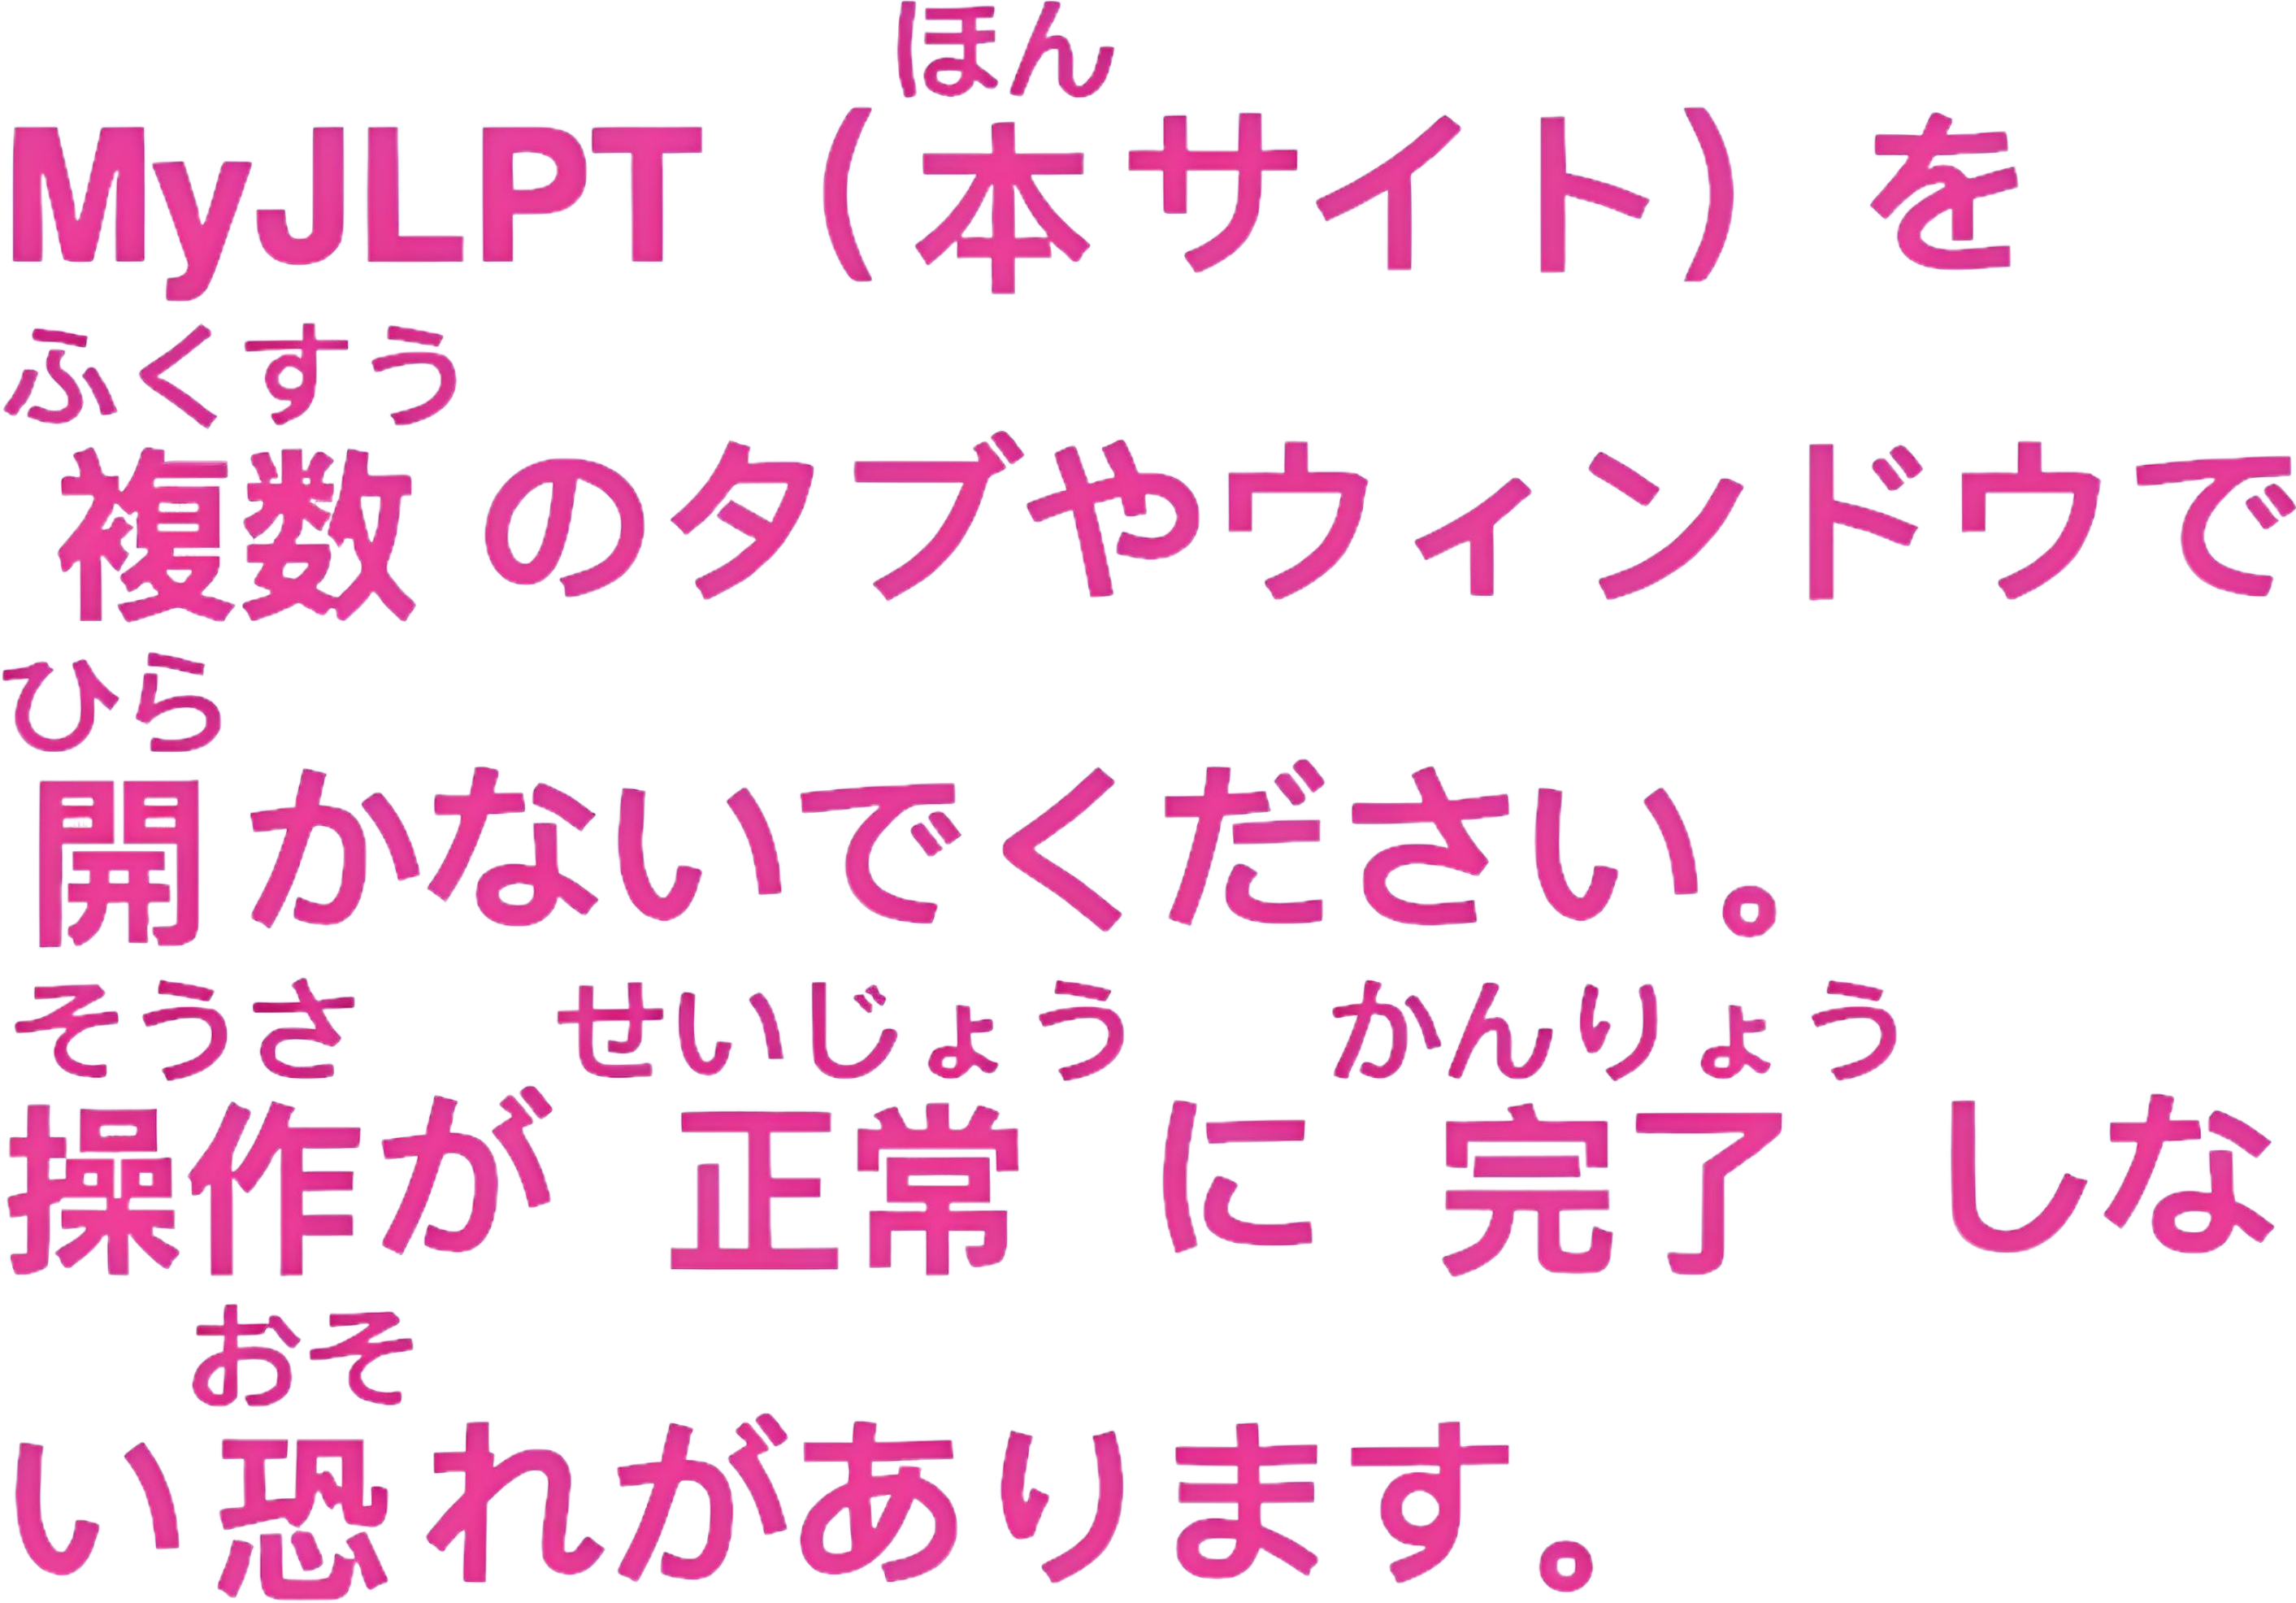 ほん
MyJLPT（本サイト）を
ふくすう
複数のタブやウィンドウで
ひら
開かないでください。
そうさ せいじょう かんりょう
操作が 正常 に 完了 しな
おそ
い恐れがあります。